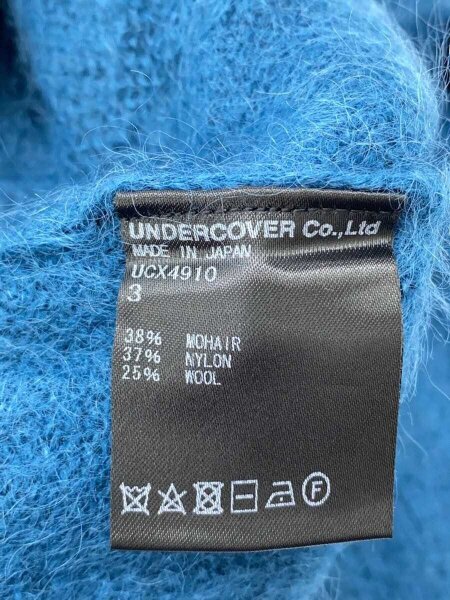 UNDERCOVER Co.,Ltd
MADE IN JAPAN
UCX4910
3
38% MOHAIR
37% NYLON
25% WOOL
F